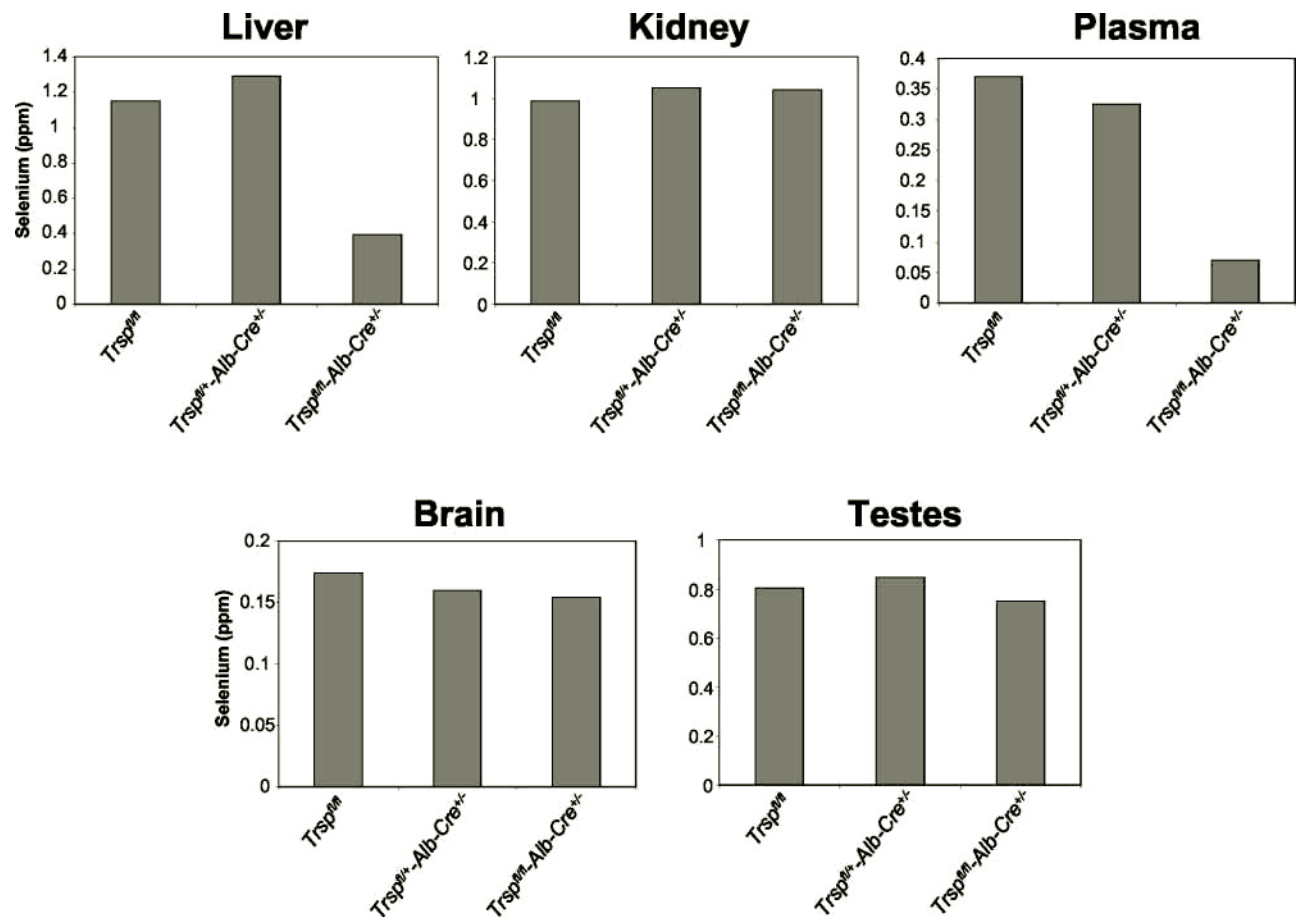 Liver
Kidney
Plasma
Selenium (ppm)
1.4
1.2
1
0.8
0.6
0.4
0.2
0
Trsp^fl/fl
Trsp^fl/+-Alb-Cre^+/-
Trsp^fl/fl-Alb-Cre^+/-
1.2
1
0.8
0.6
0.4
0.2
0
Trsp^fl/fl
Trsp^fl/+-Alb-Cre^+/-
Trsp^fl/fl-Alb-Cre^+/-
0.4
0.35
0.3
0.25
0.2
0.15
0.1
0.05
0
Trsp^fl/fl
Trsp^fl/+-Alb-Cre^+/-
Trsp^fl/fl-Alb-Cre^+/-
Brain
Testes
Selenium (ppm)
0.2
0.15
0.1
0.05
0
Trsp^fl/fl
Trsp^fl/+-Alb-Cre^+/-
Trsp^fl/fl-Alb-Cre^+/-
1
0.8
0.6
0.4
0.2
0
Trsp^fl/fl
Trsp^fl/+-Alb-Cre^+/-
Trsp^fl/fl-Alb-Cre^+/-